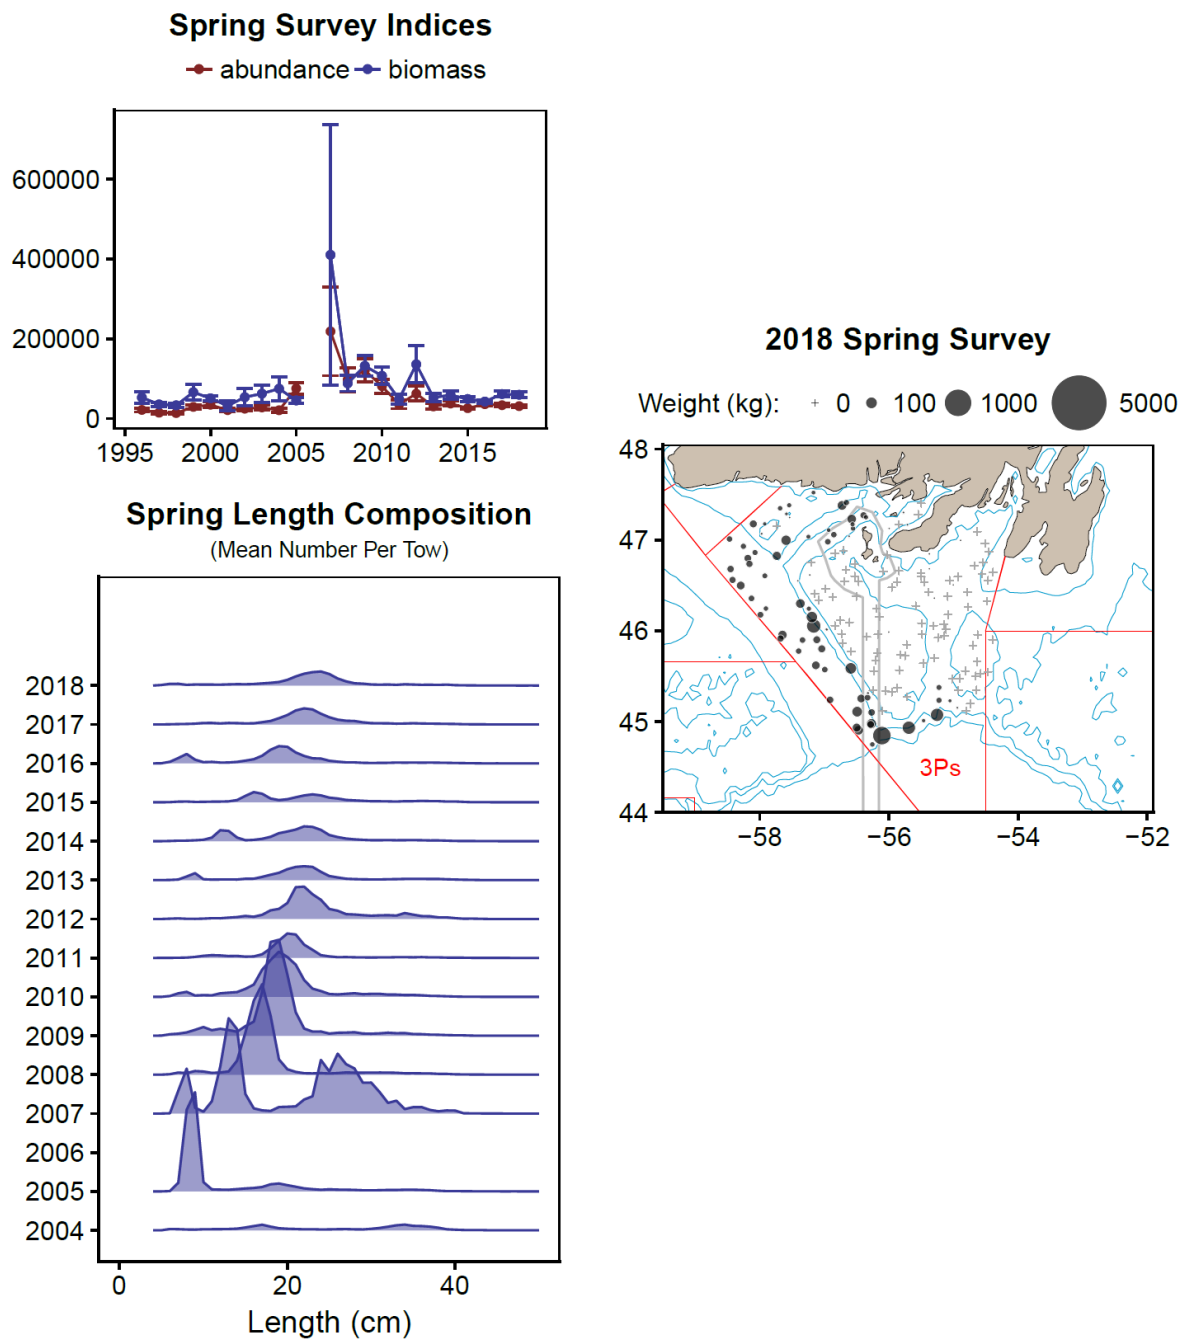 Spring Survey Indices
abundance biomass
600000
400000
200000
0
1995 2000 2005 2010 2015
Spring Length Composition
(Mean Number Per Tow)
2018
2017
2016
2015
2014
2013
2012
2011
2010
2009
2008
2007
2006
2005
2004
0 20 40
Length (cm)
2018 Spring Survey
Weight (kg): 0 100 1000 5000
48
47
46
45
44
3Ps
−58 −56 −54 −52